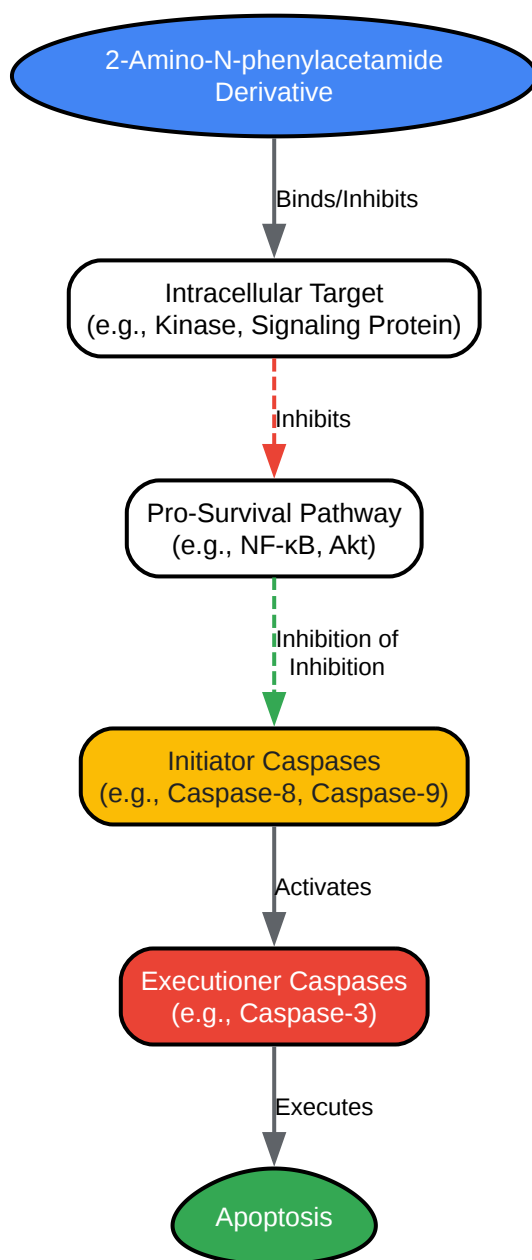 2-Amino-N-phenylacetamide
Derivative
Binds/Inhibits
Intracellular Target
(e.g., Kinase, Signaling Protein)
Inhibits
Pro-Survival Pathway
(e.g., NF-κB, Akt)
Inhibition of
Inhibition
Initiator Caspases
(e.g., Caspase-8, Caspase-9)
Activates
Executioner Caspases
(e.g., Caspase-3)
Executes
Apoptosis